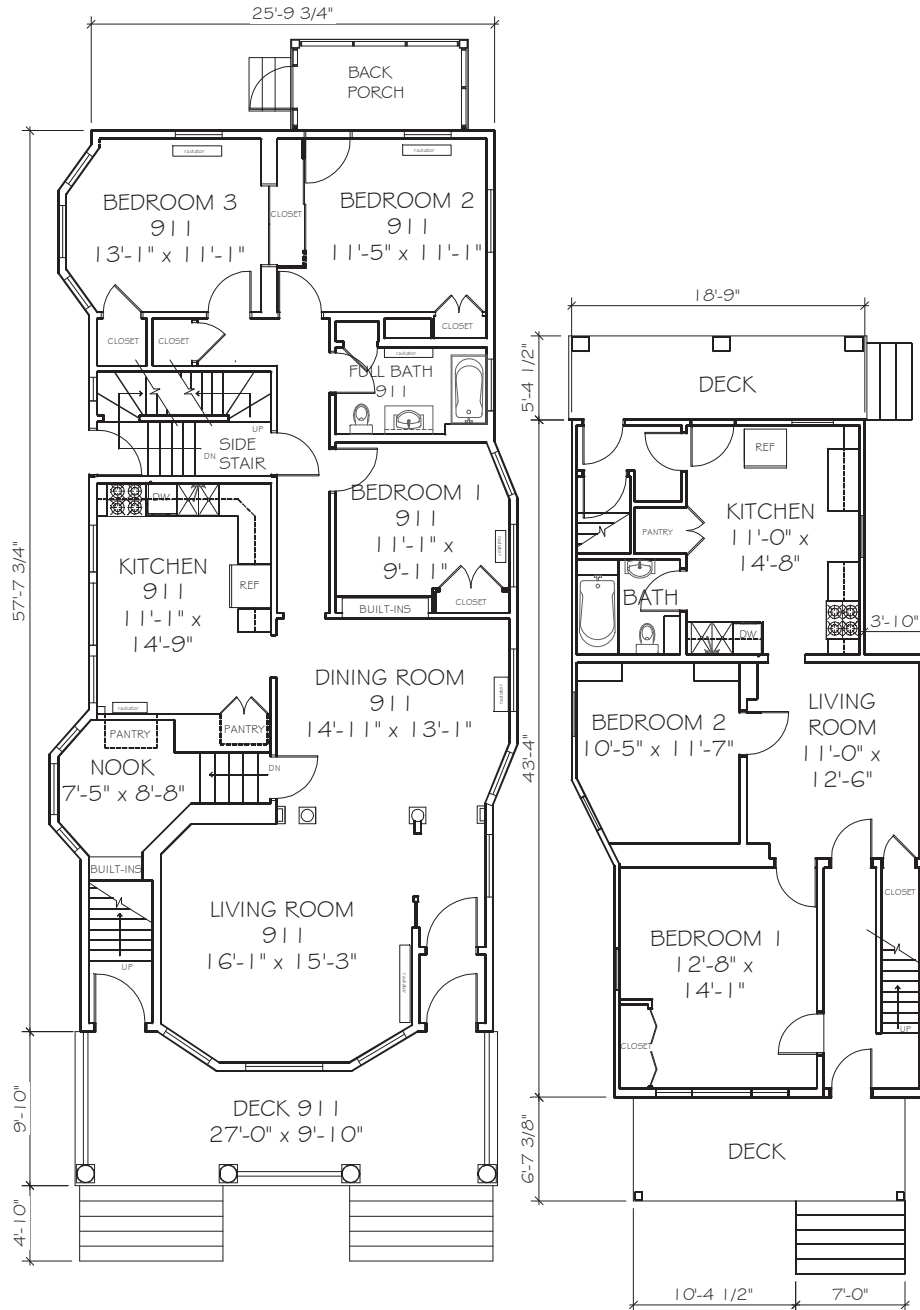 25'-9 3/4"
BACK
PORCH
radiator
radiator
BEDROOM 3
911
13'-1" x 11'-1"
CLOSET
BEDROOM 2
911
11'-5" x 11'-1"
CLOSET
CLOSET
CLOSET
radiator
FULL BATH
911
UP
SIDE
STAIR
DN
57'-7 3/4"
DW
KITCHEN
911
11'-1" x
14'-9"
REF
BEDROOM 1
911
11'-1" x
9'-11"
radiator
BUILT-INS
CLOSET
DINING ROOM
911
14'-11" x 13'-1"
radiator
radiator
PANTRY
PANTRY
NOOK
7'-5" x 8'-8"
DN
BUILT-INS
UP
LIVING ROOM
911
16'-1" x 15'-3"
radiator
DECK 911
27'-0" x 9'-10"
9'-10"
4'-10"
18'-9"
5'-4 1/2"
DECK
REF
KITCHEN
11'-0" x
14'-8"
PANTRY
BATH
DW
3'-10"
43'-4"
BEDROOM 2
10'-5" x 11'-7"
LIVING
ROOM
11'-0" x
12'-6"
CLOSET
BEDROOM 1
12'-8" x
14'-1"
CLOSET
UP
6'-7 3/8"
DECK
10'-4 1/2"
7'-0"